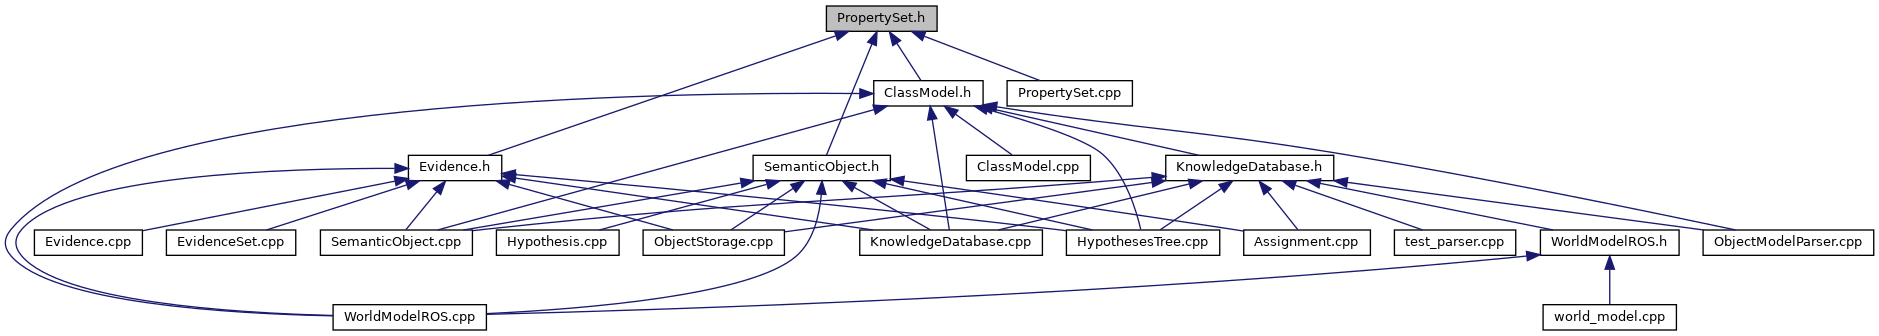 PropertySet.h
ClassModel.h
PropertySet.cpp
Evidence.h
SemanticObject.h
ClassModel.cpp
KnowledgeDatabase.h
Evidence.cpp
EvidenceSet.cpp
SemanticObject.cpp
Hypothesis.cpp
ObjectStorage.cpp
KnowledgeDatabase.cpp
HypothesesTree.cpp
Assignment.cpp
test_parser.cpp
WorldModelROS.h
ObjectModelParser.cpp
WorldModelROS.cpp
world_model.cpp